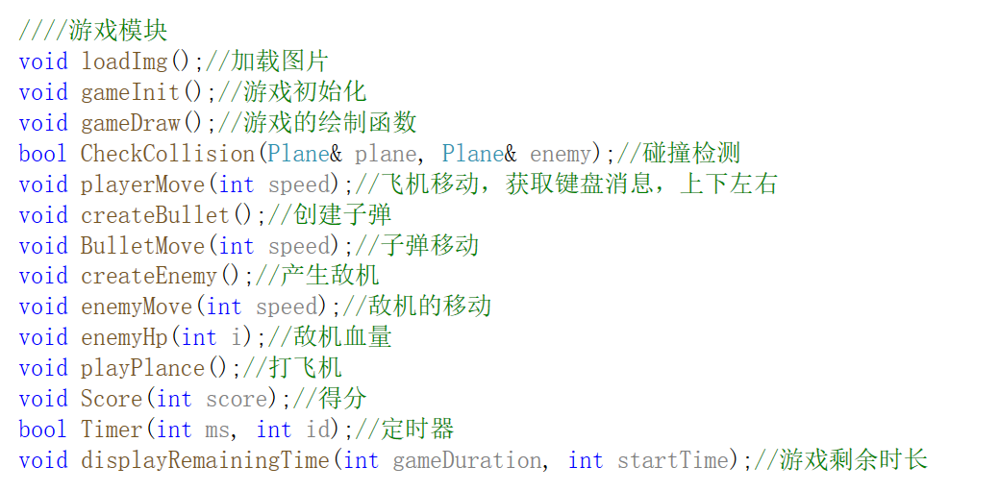 ////游戏模块
void loadImg();//加载图片
void gameInit();//游戏初始化
void gameDraw();//游戏的绘制函数
bool CheckCollision(Plane& plane, Plane& enemy);//碰撞检测
void playerMove(int speed);//飞机移动，获取键盘消息，上下左右
void createBullet();//创建子弹
void BulletMove(int speed);//子弹移动
void createEnemy();//产生敌机
void enemyMove(int speed);//敌机的移动
void enemyHp(int i);//敌机血量
void playPlance();//打飞机
void Score(int score);//得分
bool Timer(int ms, int id);//定时器
void displayRemainingTime(int gameDuration, int startTime);//游戏剩余时长